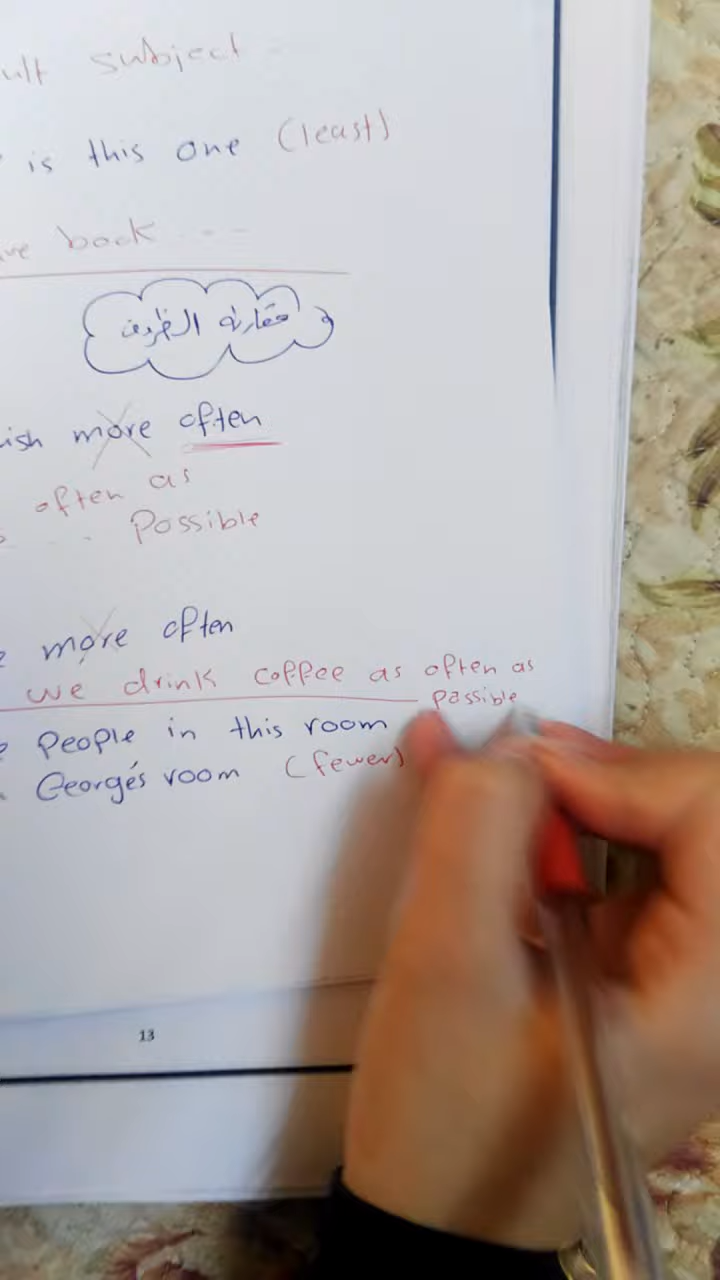 ult subject
is this one (least)
ve book ...
و مقارنة الظروف
ish more often
often as
... possible
more often
we drink coffee as often as
possible
people in this room
George's room (fewer)
13